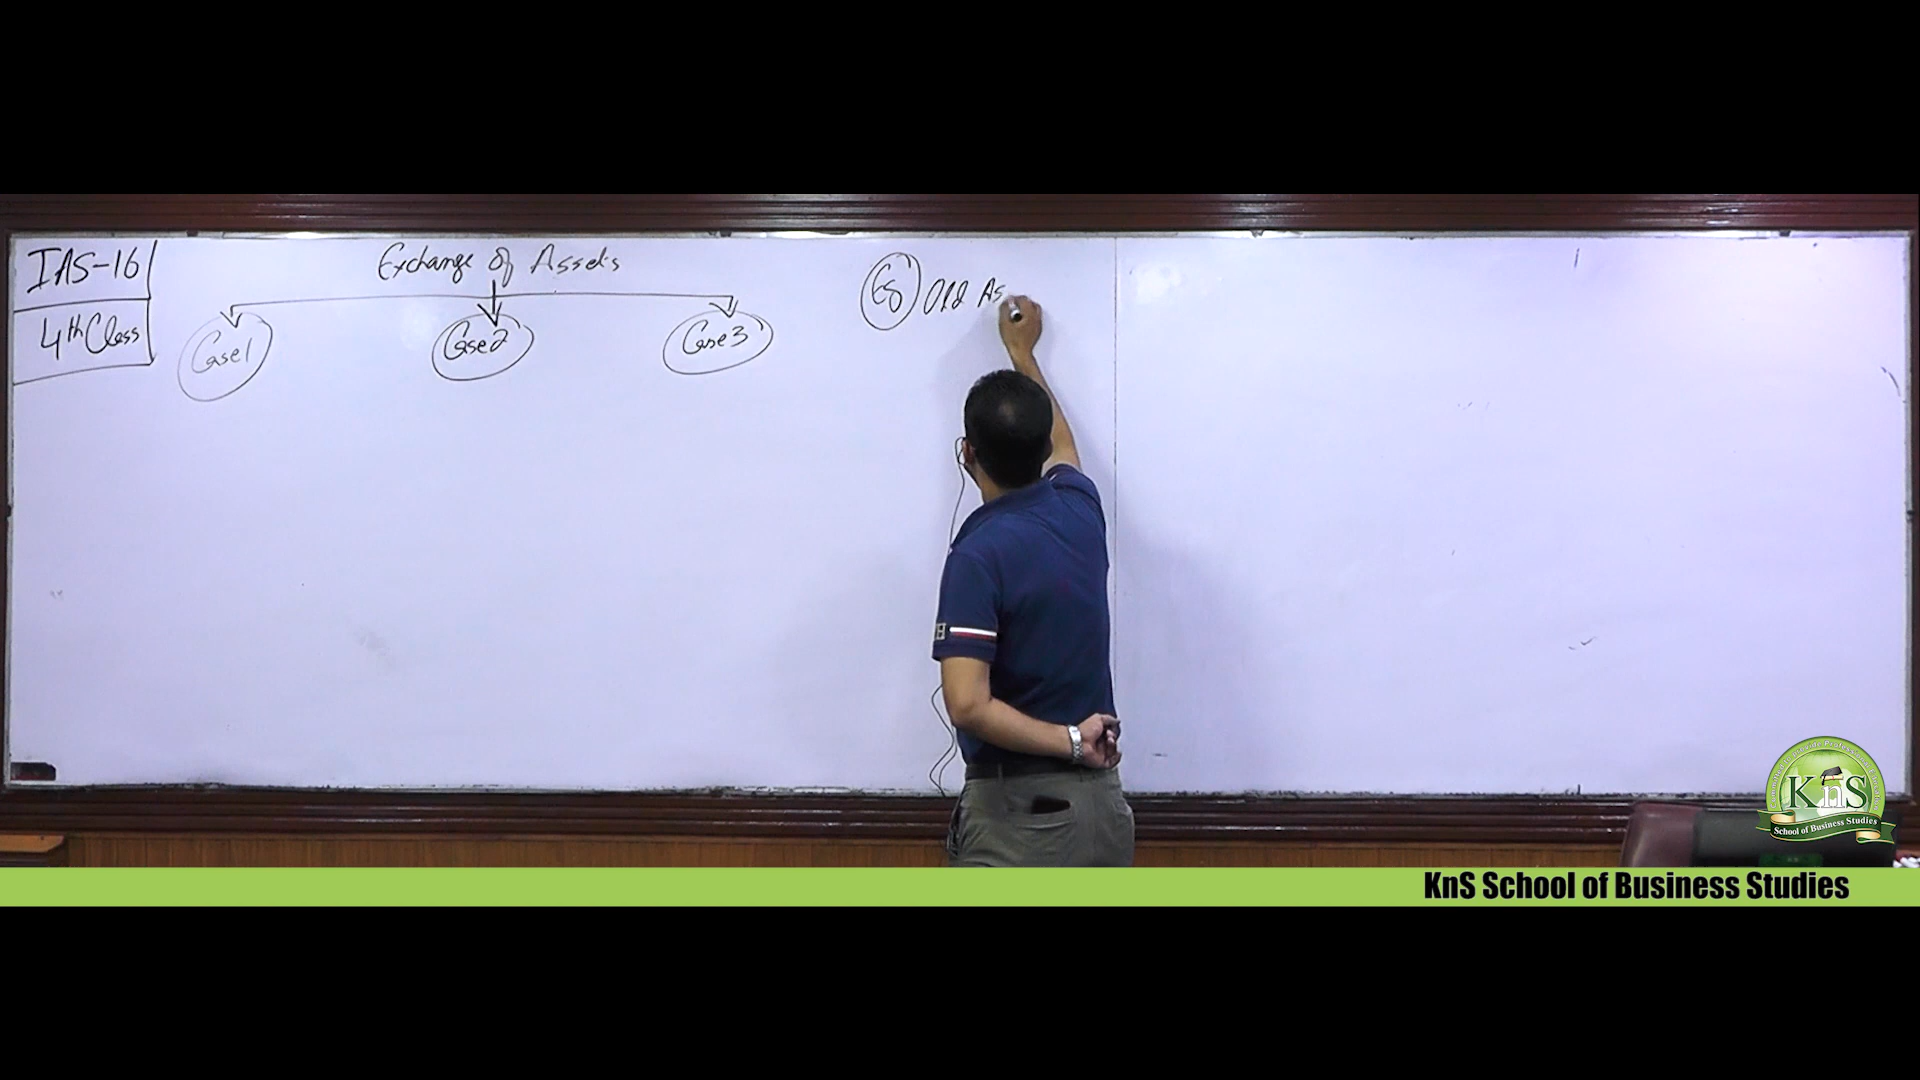 IAS-16
4th Class
Exchange of Assets
Case1
Case2
Case3
Eg Old As
KnS
School of Business Studies
KnS School of Business Studies